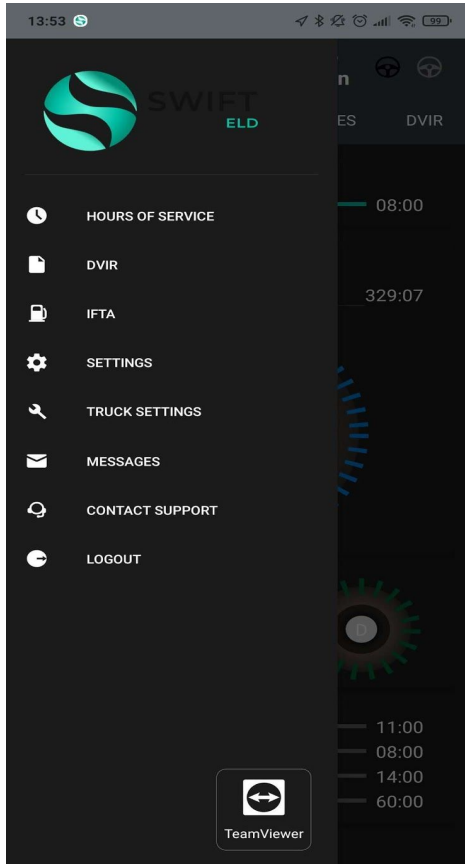 13:53
99
SWIFT
n
ELD
ES DVIR
08:00
HOURS OF SERVICE
DVIR
329:07
IFTA
SETTINGS
TRUCK SETTINGS
MESSAGES
CONTACT SUPPORT
LOGOUT
D
11:00
08:00
14:00
60:00
TeamViewer